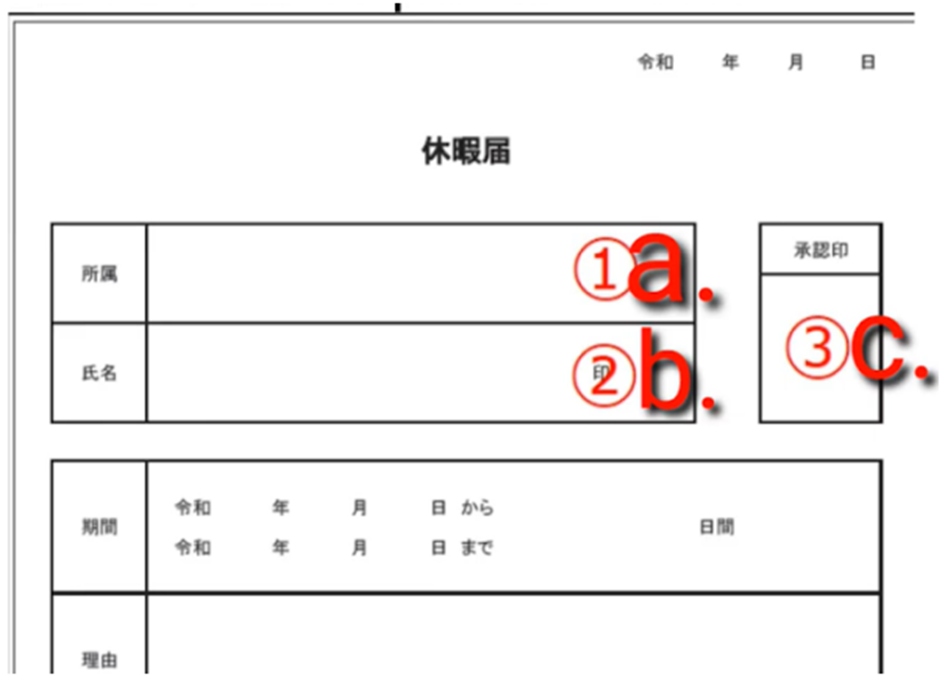 令和 年 月 日
休暇届
所属 ①a.
承認印
氏名 印②b.
③c.
期間 令和 年 月 日 から
日間
令和 年 月 日 まで
理由